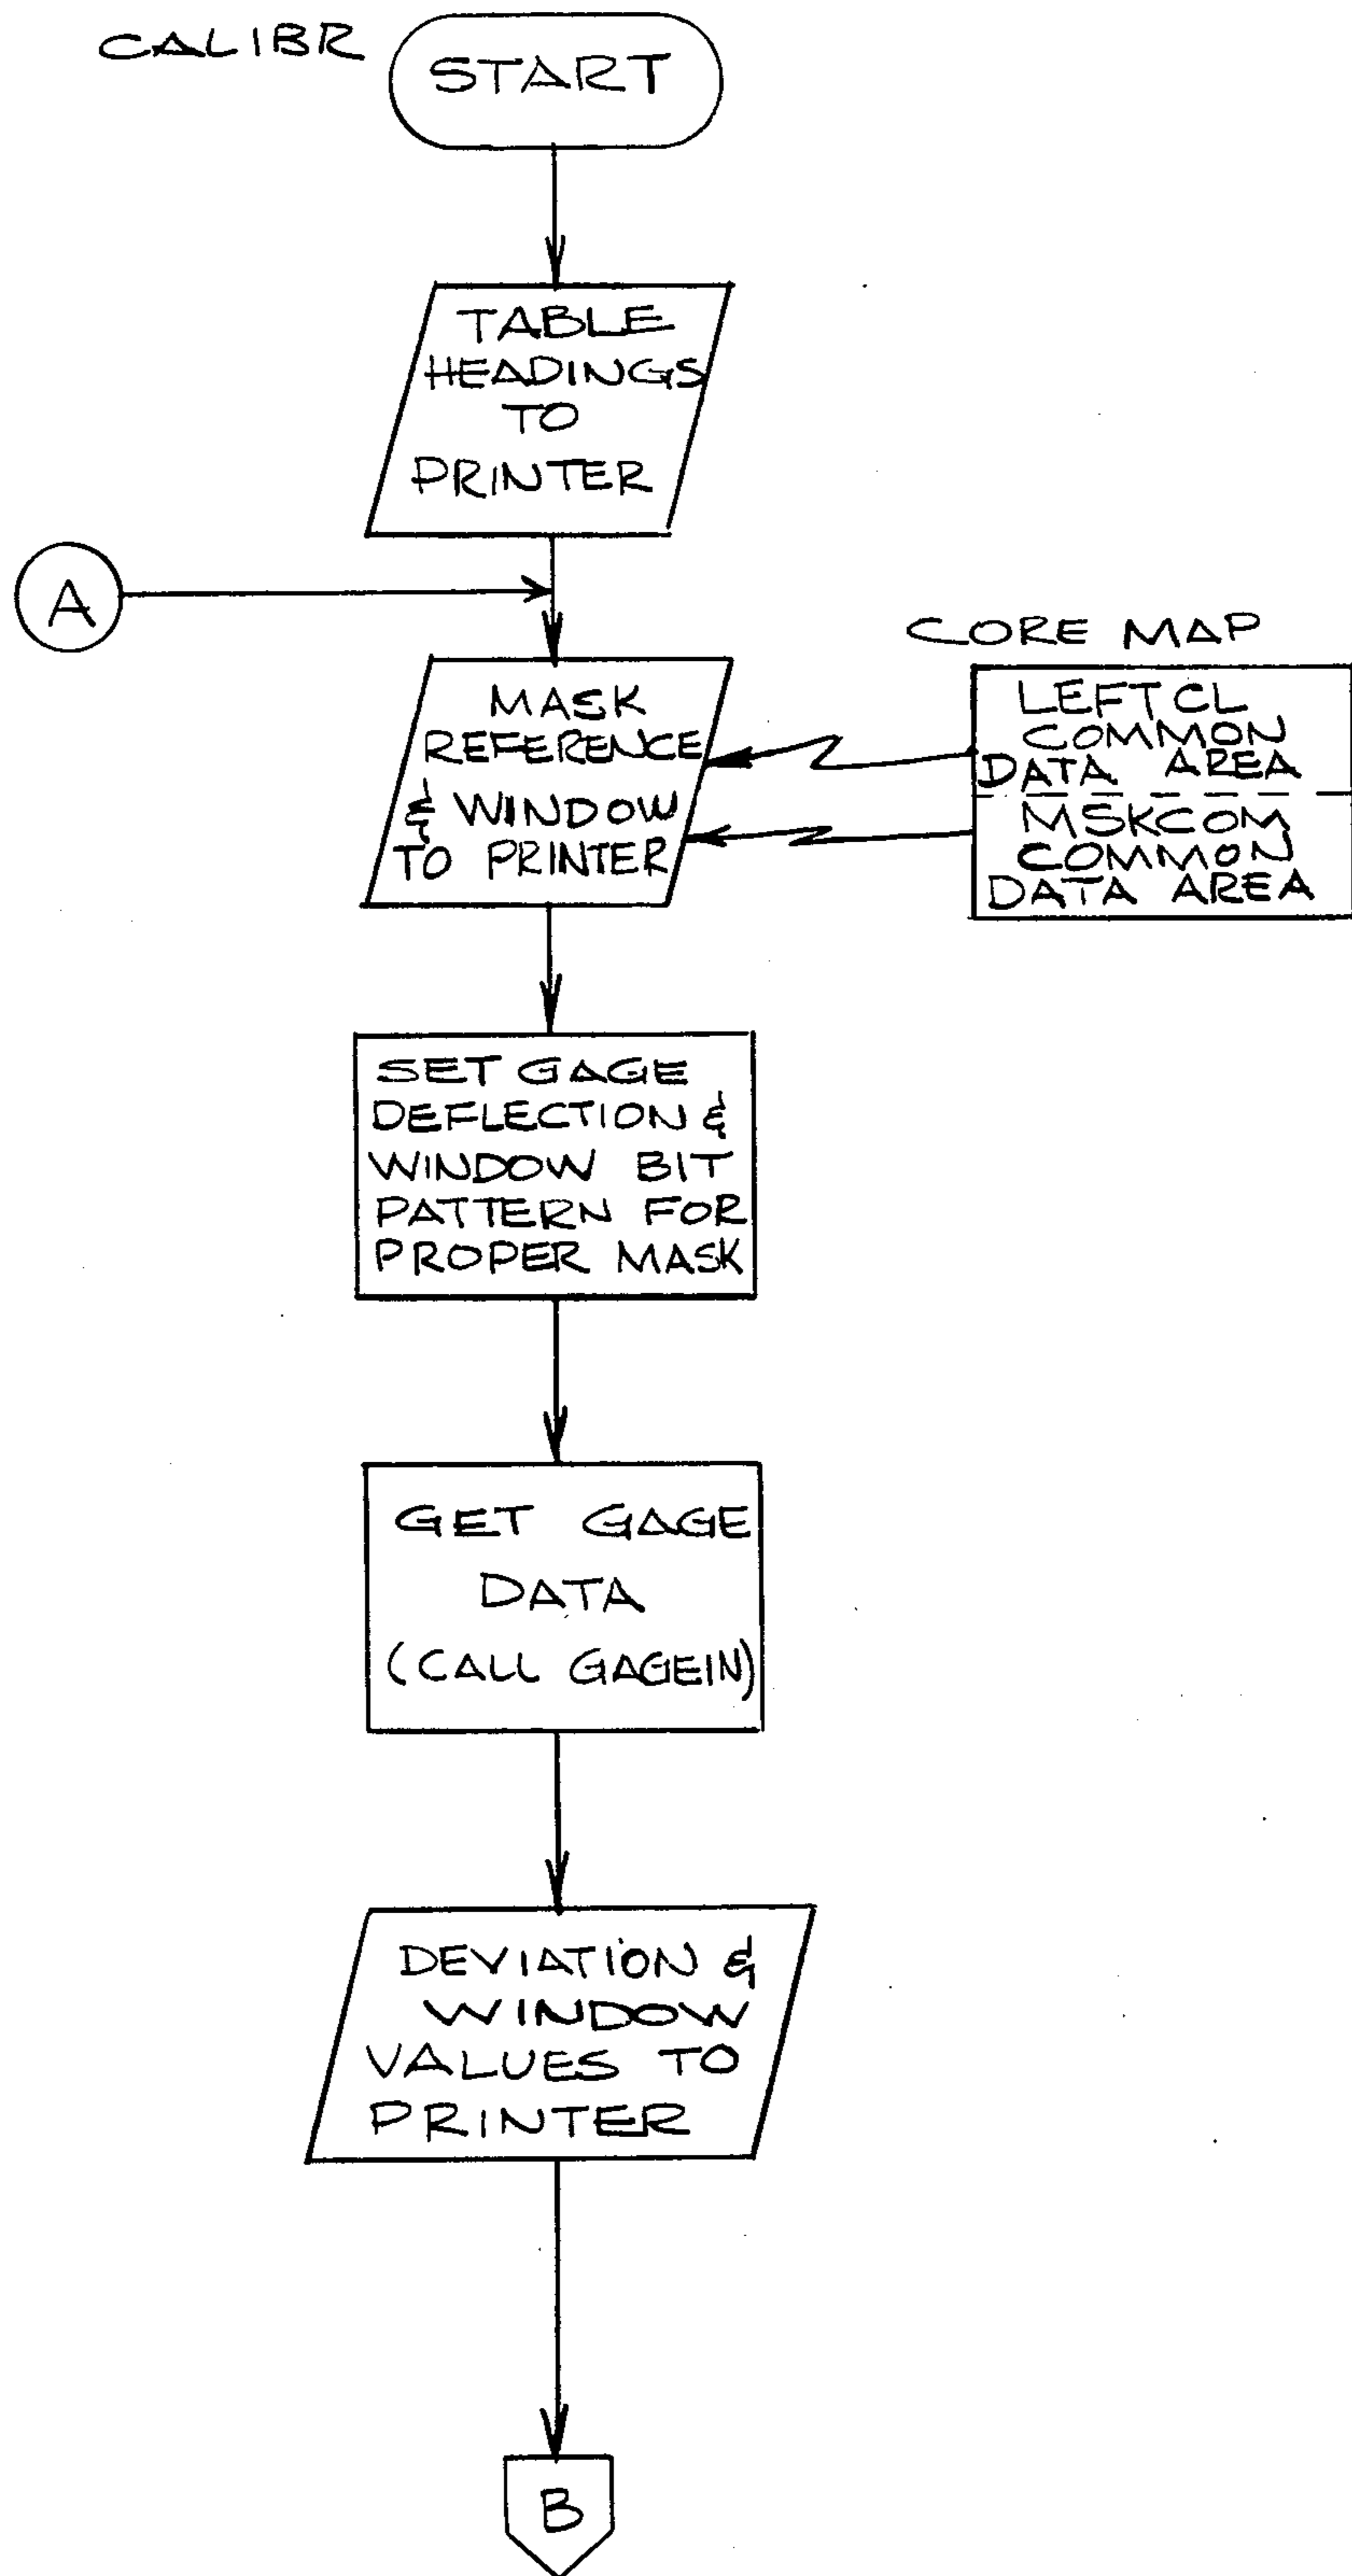 CALIBR
START
TABLE
HEADINGS
TO
PRINTER
A
MASK
REFERENCE
& WINDOW
TO PRINTER
CORE MAP
LEFTCL
COMMON
DATA AREA
MSKCOM
COMMON
DATA AREA
SET GAGE
DEFLECTION &
WINDOW BIT
PATTERN FOR
PROPER MASK
GET GAGE
DATA
(CALL GAGEIN)
DEVIATION &
WINDOW
VALUES TO
PRINTER
B